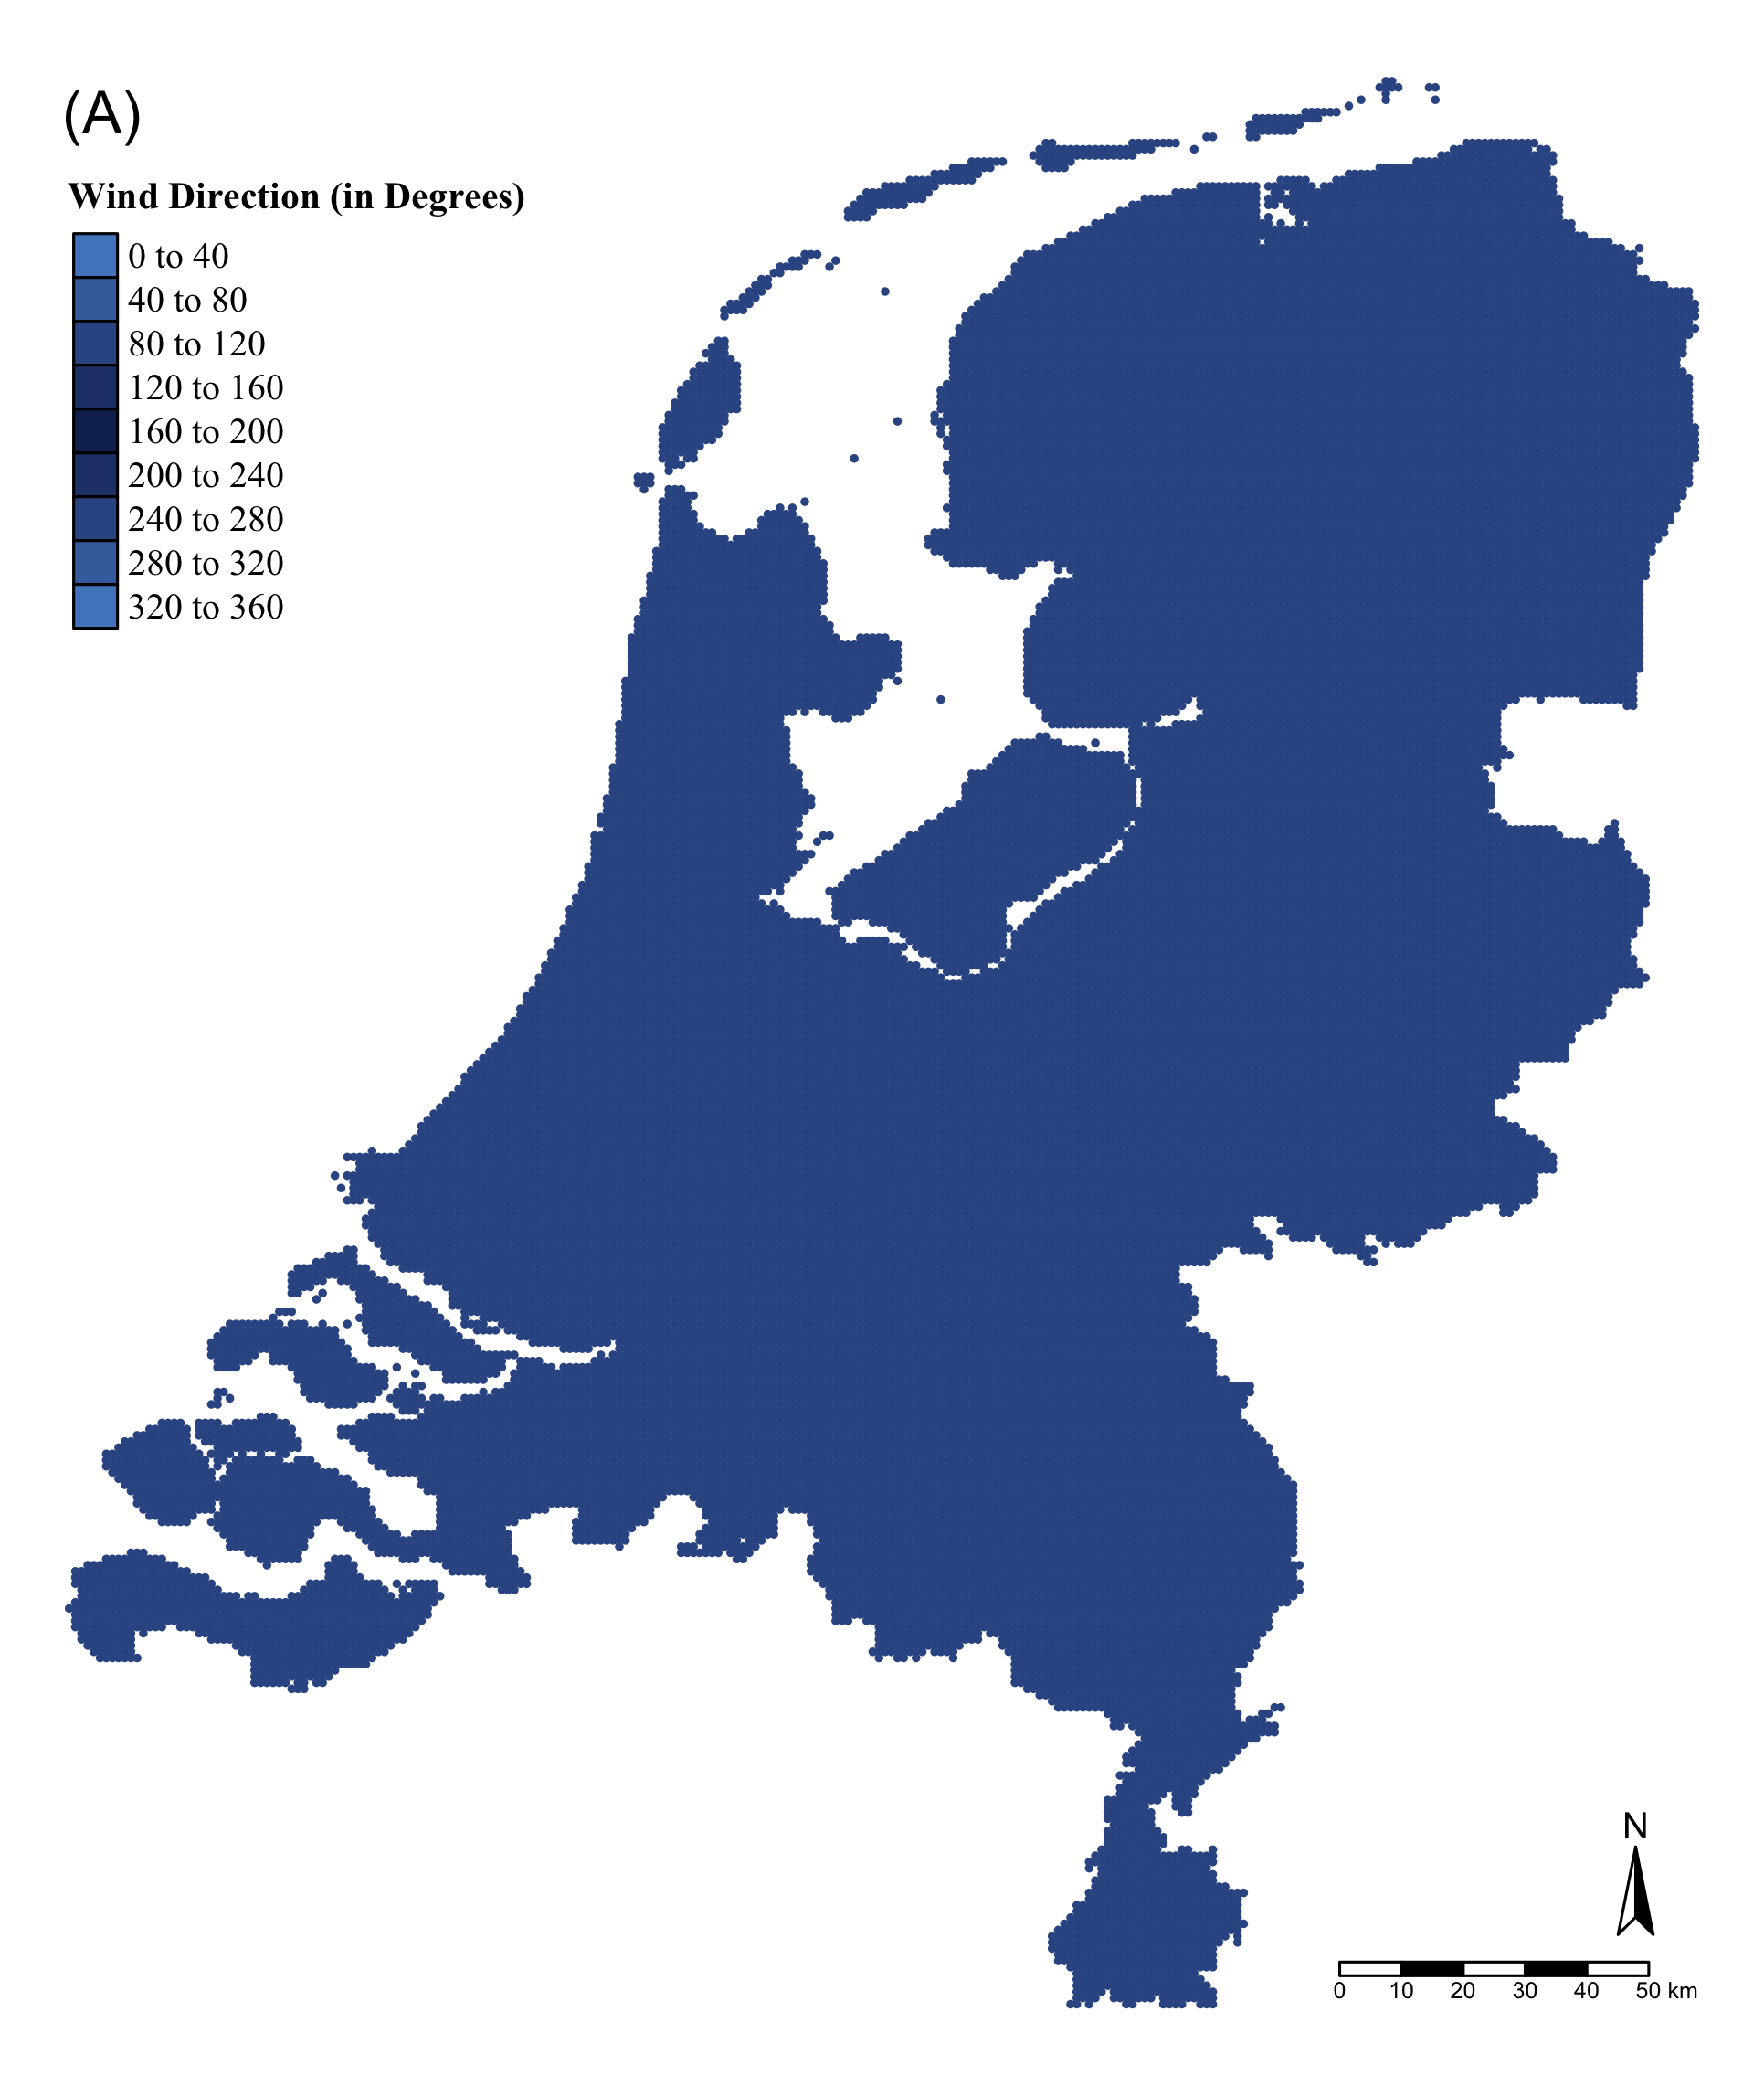 (A)
Wind Direction (in Degrees)
0 to 40
40 to 80
80 to 120
120 to 160
160 to 200
200 to 240
240 to 280
280 to 320
320 to 360
N
0 10 20 30 40 50 km